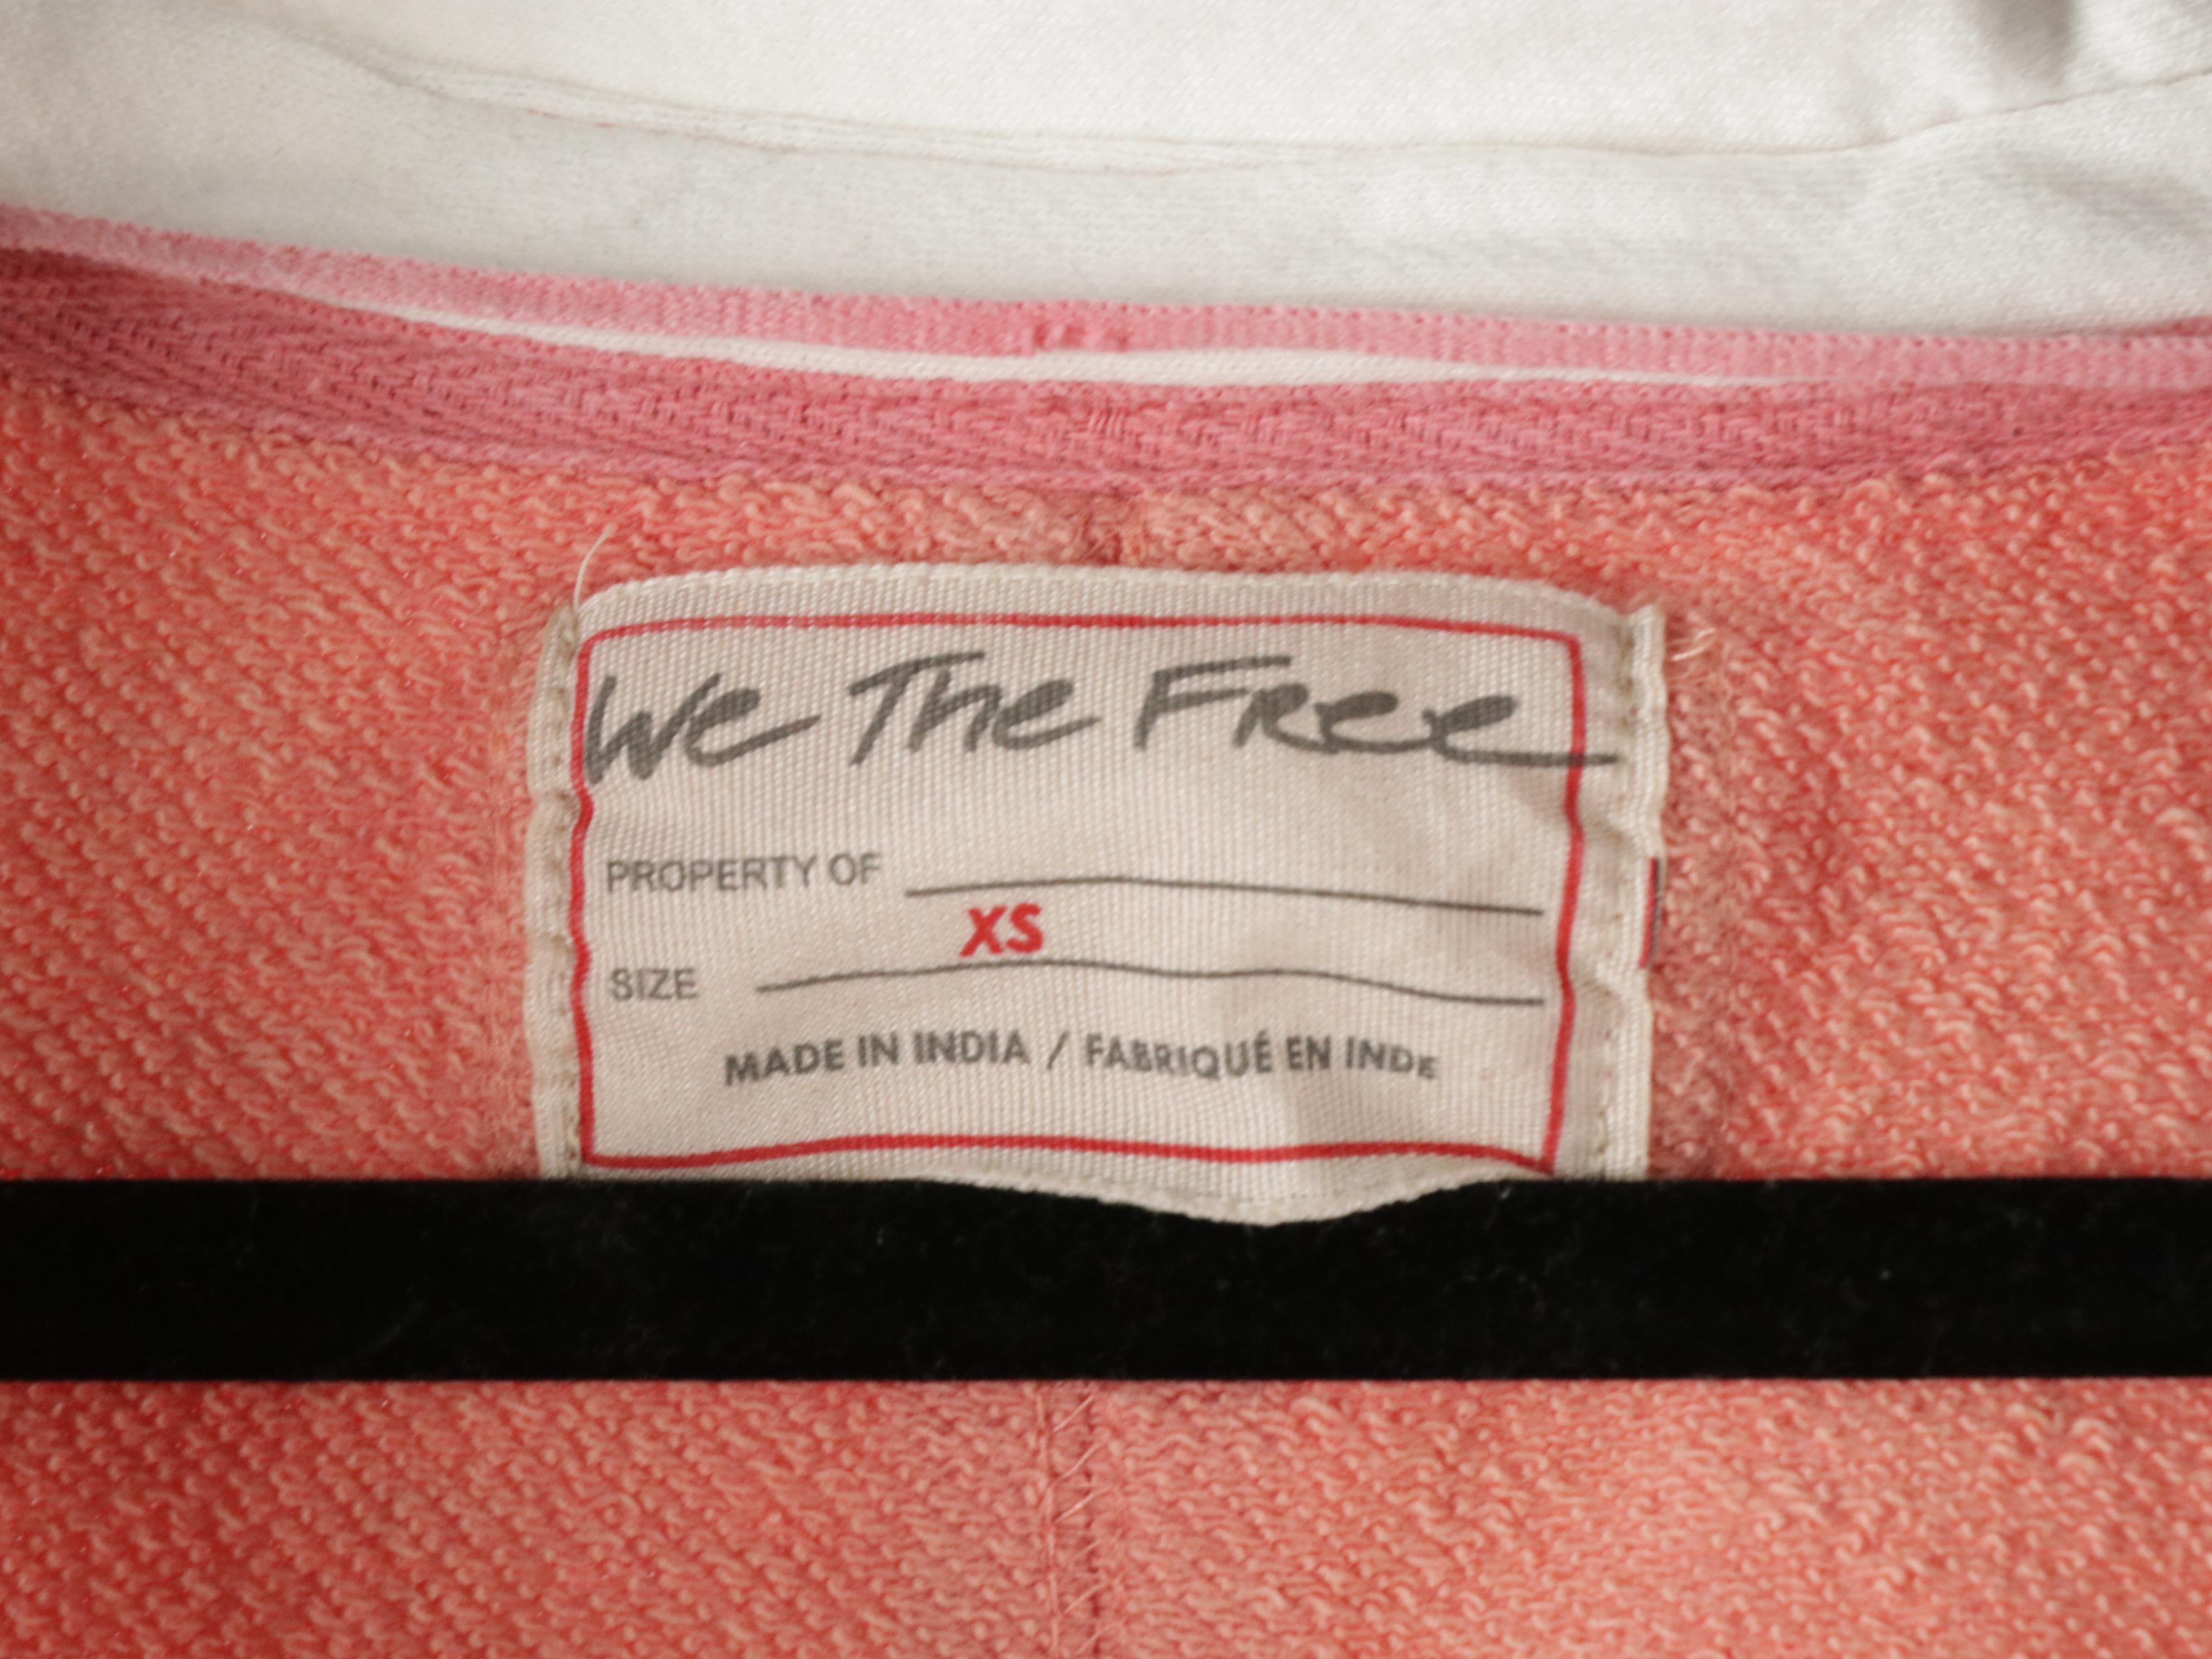 We The Free
PROPERTY OF
XS
SIZE
MADE IN INDIA / FABRIQUÉ EN INDE